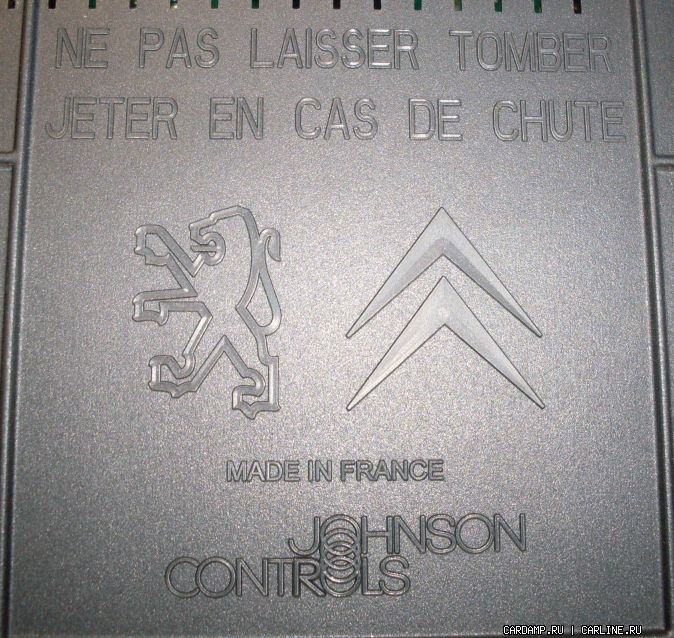 NE PAS LAISSER TOMBER
JETER EN CAS DE CHUTE
MADE IN FRANCE
JOHNSON
CONTROLS
CARDAMP.RU | CARLINE.RU